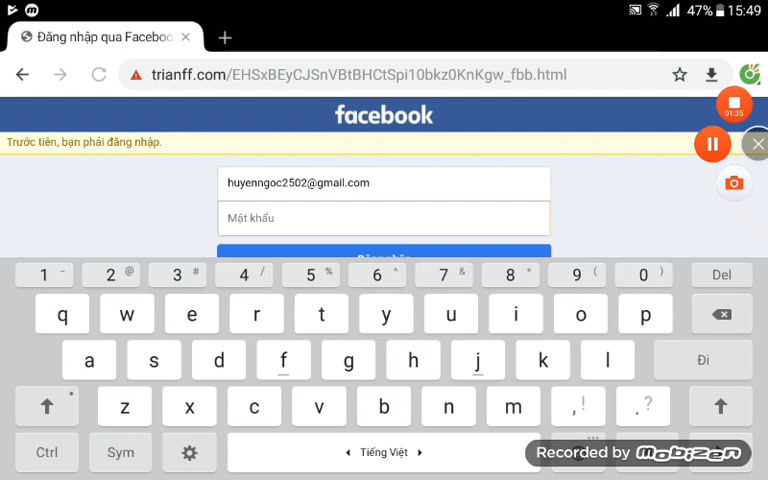 47% 15:49
Đăng nhập qua Facebo
trianff.com/EHSxBEyCJSnVBtBHCtSpi10bkz0KnKgw_fbb.html
facebook
01:35
Trước tiên, bạn phải đăng nhập.
huyenngoc2502@gmail.com
Mật khẩu
1 - 2 @ 3 # 4 / 5 % 6 ^ 7 & 8 * 9 ( 0 ) Del
q w e r t y u i o p
a s d f g h j k l Đi
z x c v b n m , ! . ?
Ctrl Sym Tiếng Việt
Recorded by Mobizen